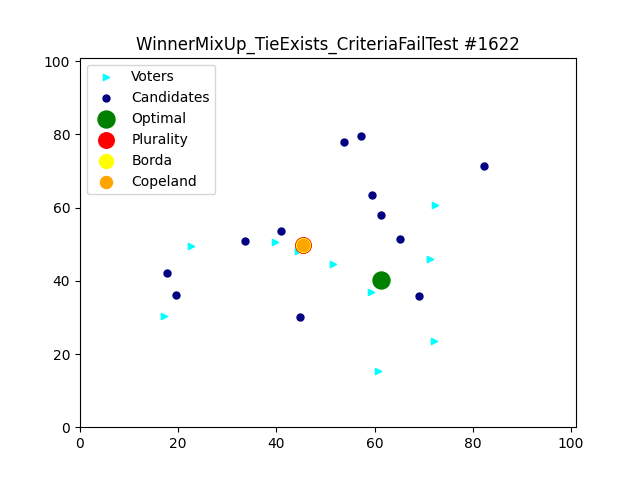 WinnerMixUp_TieExists_CriteriaFailTest #1622
100
80
60
40
20
0
Voters
Candidates
Optimal
Plurality
Borda
Copeland
0 20 40 60 80 100